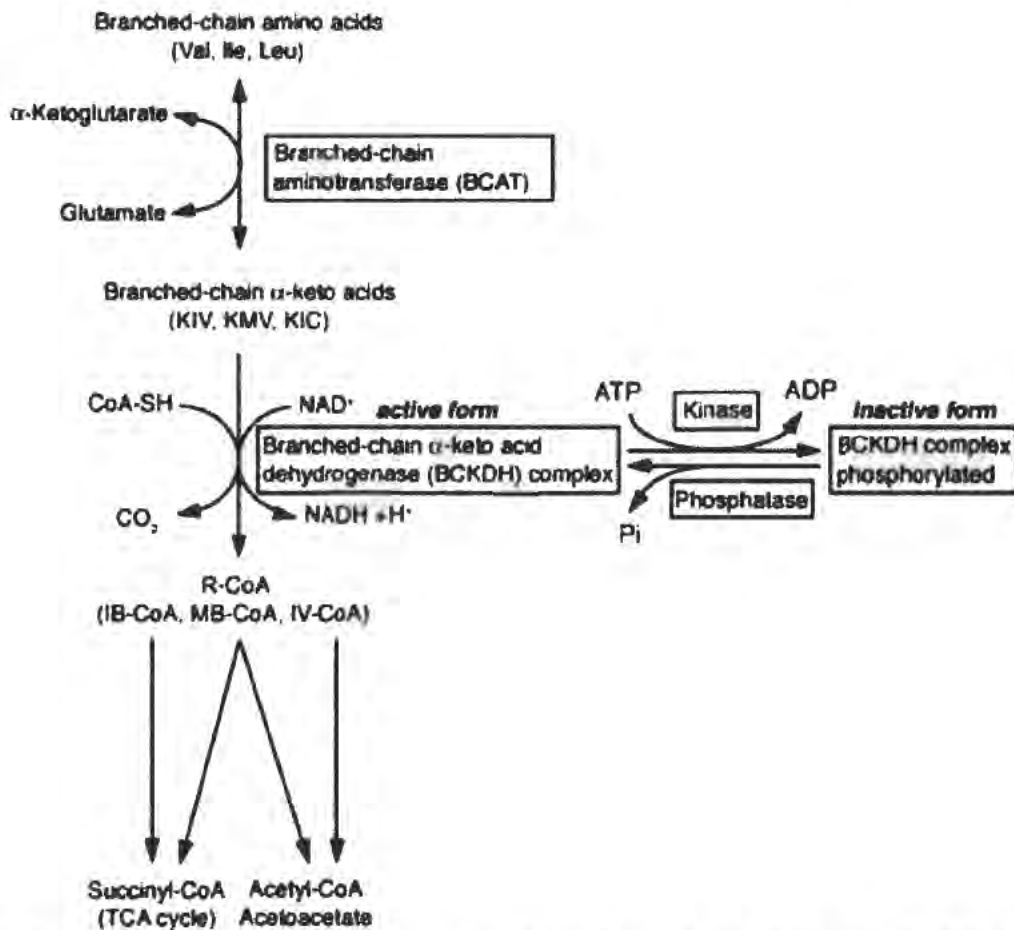 Branched-chain amino acids
(Val, Ile, Leu)
α-Ketoglutarate
Branched-chain
aminotransferase (BCAT)
Glutamate
Branched-chain α-keto acids
(KIV, KMV, KIC)
CoA-SH
NAD⁺
active form
ATP
Kinase
ADP
Inactive form
Branched-chain α-keto acid
dehydrogenase (BCKDH) complex
BCKDH complex
phosphorylated
CO₂
NADH +H⁺
Phosphatase
Pi
R-CoA
(IB-CoA, MB-CoA, IV-CoA)
Succinyl-CoA
(TCA cycle)
Acetyl-CoA
Acetoacetate